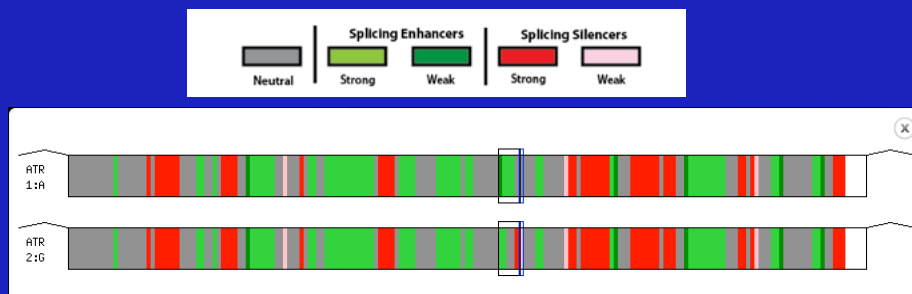 Splicing Enhancers
Splicing Silencers
Neutral
Strong
Weak
Strong
Weak
x
ATR
1:A
ATR
2:G